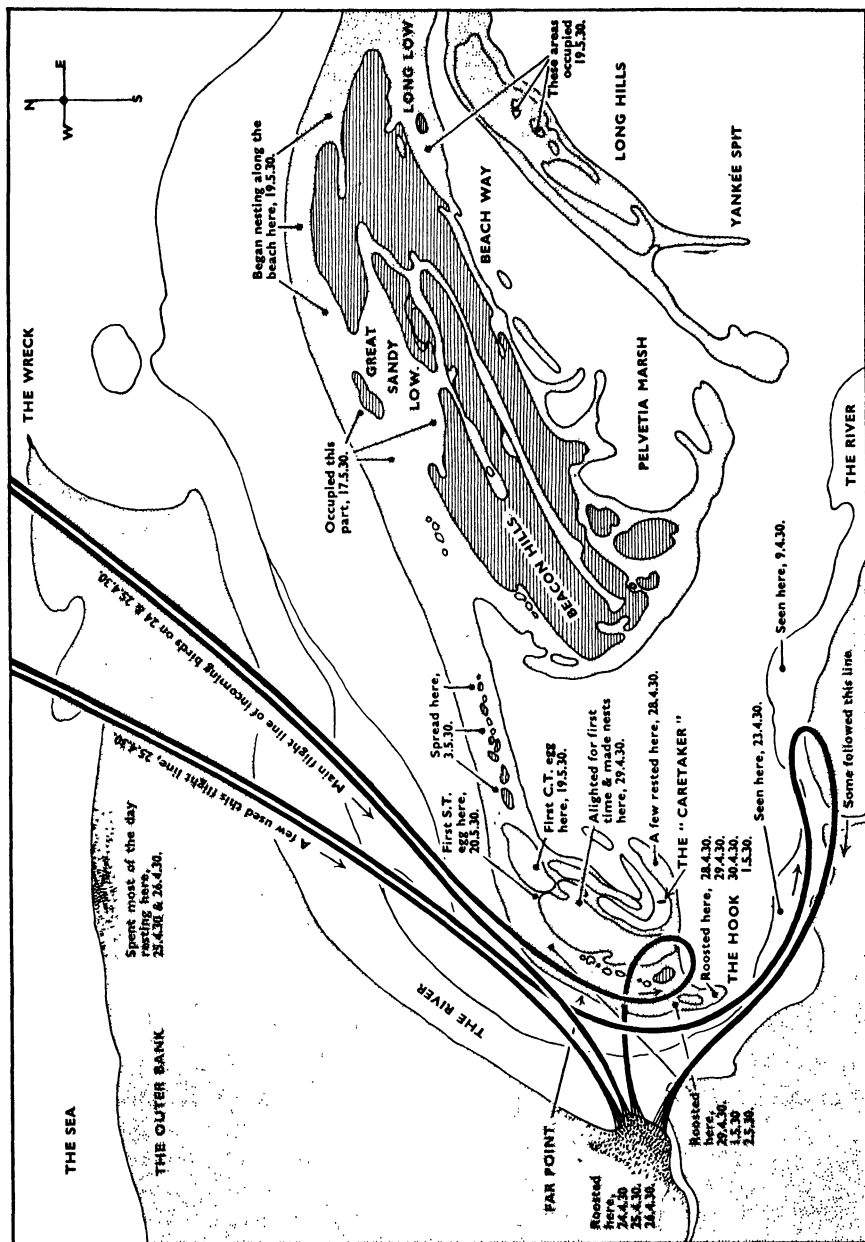 N
W
E
S
THE WRECK
THE SEA
THE OUTER BANK
Spent most of the day
resting here,
25.4.30 & 26.4.30.
A few used this flight line, 25.4.30.
Main flight line of incoming birds on 24 & 25.4.30.
THE RIVER
Began nesting along the
beach here, 19.5.30.
LONG LOW
These areas
occupied
19.5.30.
Occupied this
part, 17.5.30.
GREAT
SANDY
LOW.
BEACH WAY
LONG HILLS
YANKEE SPIT
BEACON HILLS
PELVETIA MARSH
Spread here,
3.5.30.
First S.T.
egg here,
20.5.30.
First C.T. egg
here, 19.5.30.
Alighted for first
time & made nests
here, 29.4.30.
A few rested here, 28.4.30.
THE "CARETAKER"
FAR POINT
Roosted
here,
24.4.30
25.4.30.
26.4.30.
Roosted
here,
29.4.30.
1.5.30
2.5.30.
Roosted here, 28.4.30.
29.4.30.
30.4.30.
1.5.30.
THE HOOK
Seen here, 23.4.30.
Seen here, 9.4.30.
Some followed this line.
THE RIVER